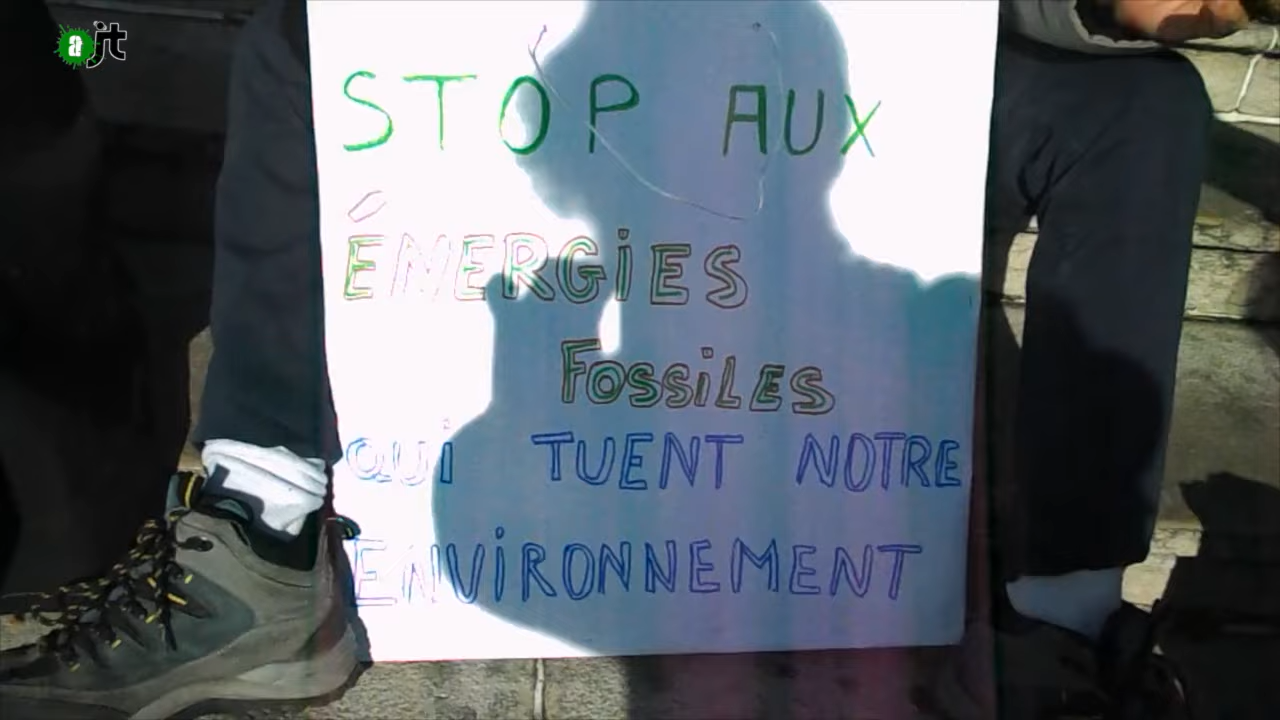 ajt
STOP AUX
ÉNERGiES
FOSSiLES
QUi TUENT NOTRE
ENViRONNEMENT